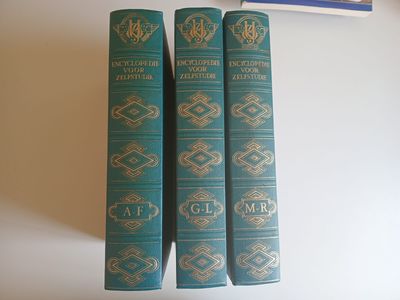 ENCYCLOPEDIE
VOOR
ZELFSTUDIE
A-F
ENCYCLOPEDIE
VOOR
ZELFSTUDIE
G-L
ENCYCLOPEDIE
VOOR
ZELFSTUDIE
M-R